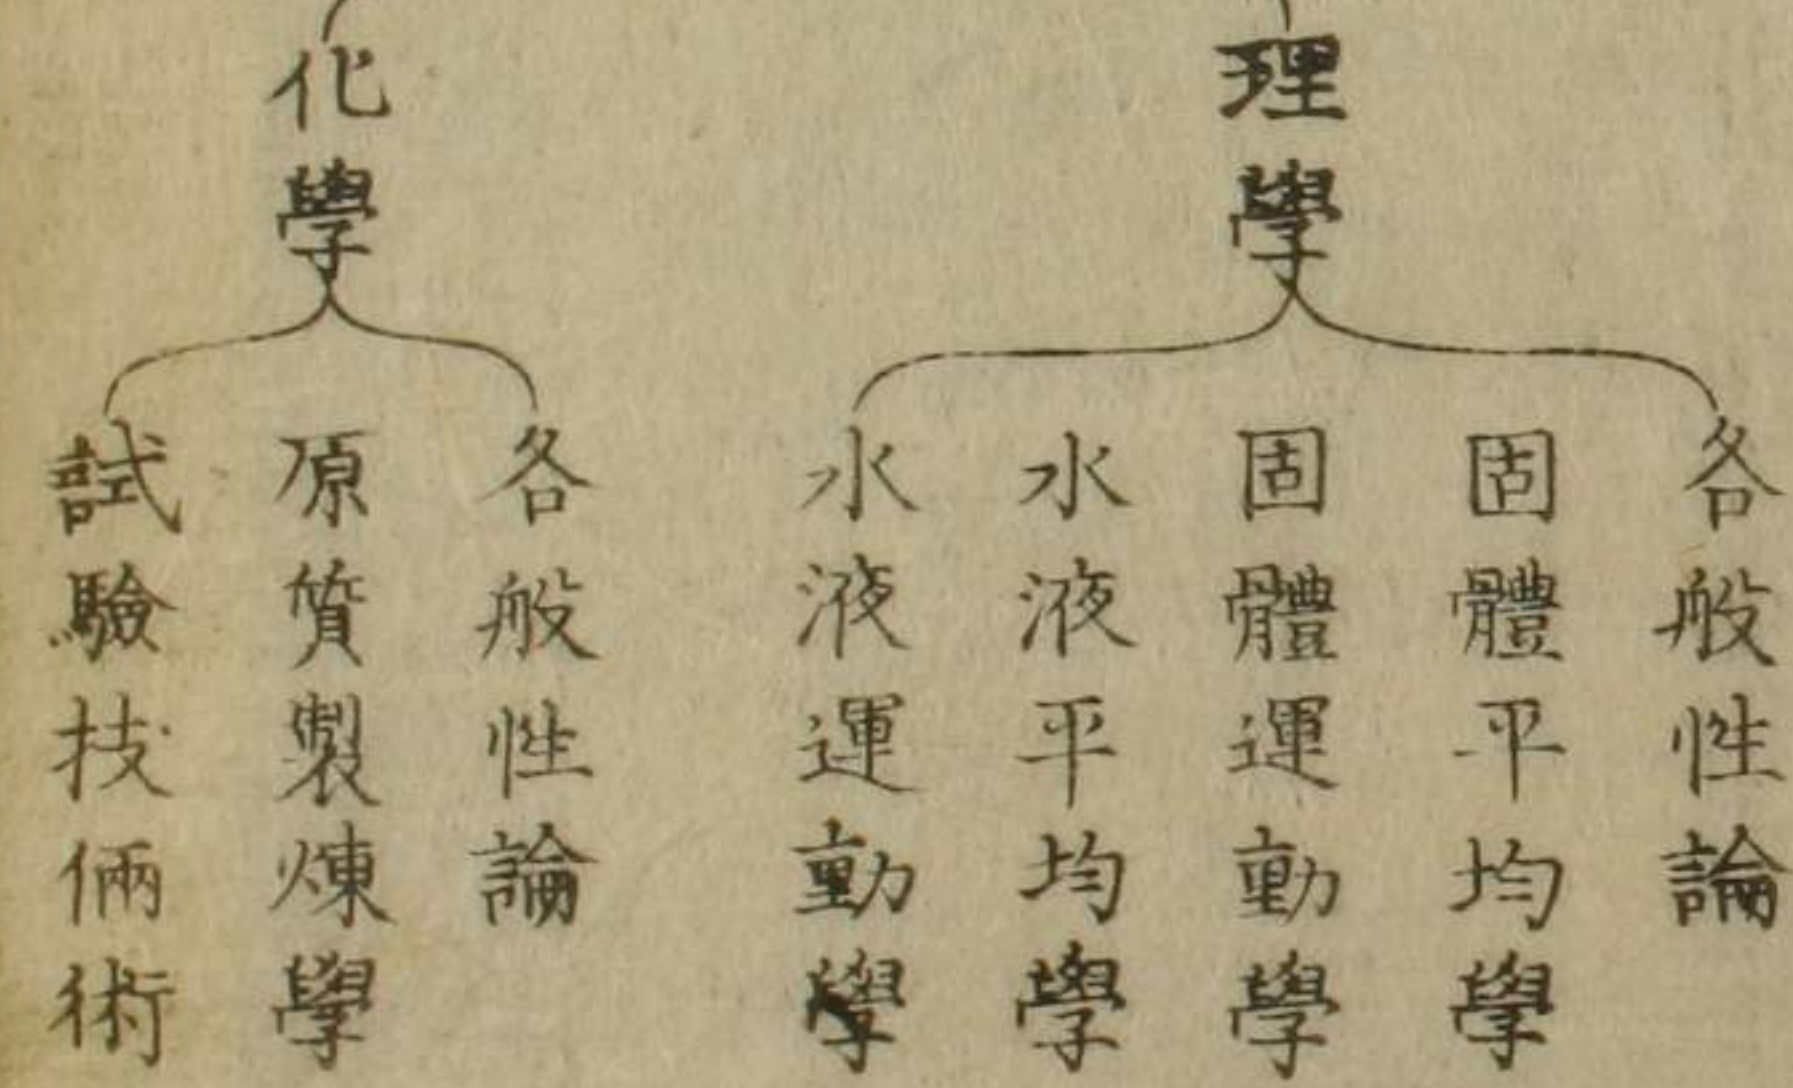 理學
各般性論
固體平均學
固體運動學
水液平均學
水液運動學
化學
各般性論
原質製煉學
試驗技倆術